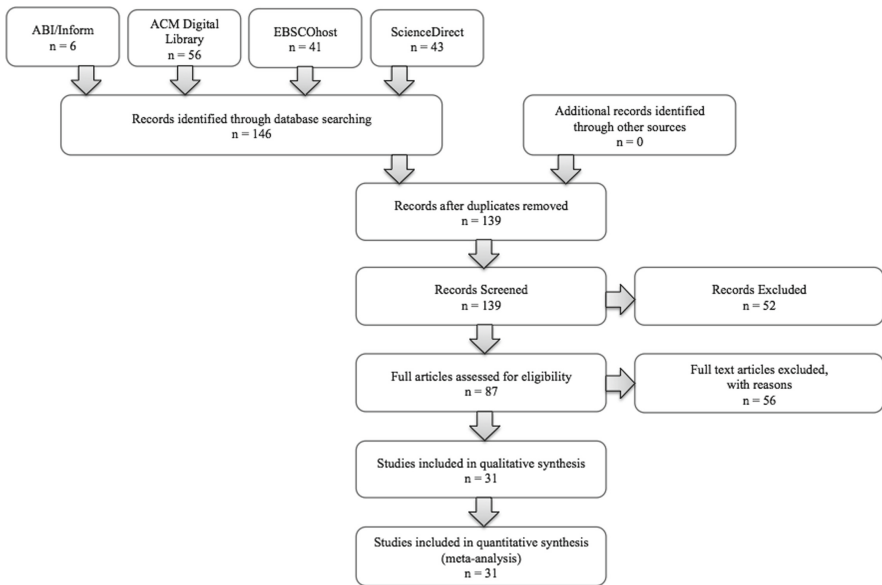 ABI/Inform
n = 6
ACM Digital
Library
n = 56
EBSCOhost
n = 41
ScienceDirect
n = 43
Records identified through database searching
n = 146
Additional records identified
through other sources
n = 0
Records after duplicates removed
n = 139
Records Screened
n = 139
Records Excluded
n = 52
Full articles assessed for eligibility
n = 87
Full text articles excluded,
with reasons
n = 56
Studies included in qualitative synthesis
n = 31
Studies included in quantitative synthesis
(meta-analysis)
n = 31